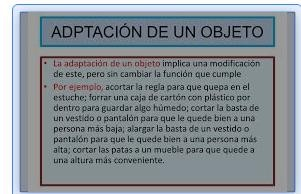 ADPTACIÓN DE UN OBJETO
• La adaptación de un objeto implica una modificación
de este, pero sin cambiar la función que cumple
• Por ejemplo, acortar la regla para que quepa en el
estuche; forrar una caja de cartón con plástico por
dentro para guardar algo húmedo; cortar la basta de
un vestido o pantalón para que le quede bien a una
persona más baja; alargar la basta de un vestido o
pantalón para que le quede bien a una persona más
alta; cortar las patas a un mueble para que quede a
una altura más conveniente.